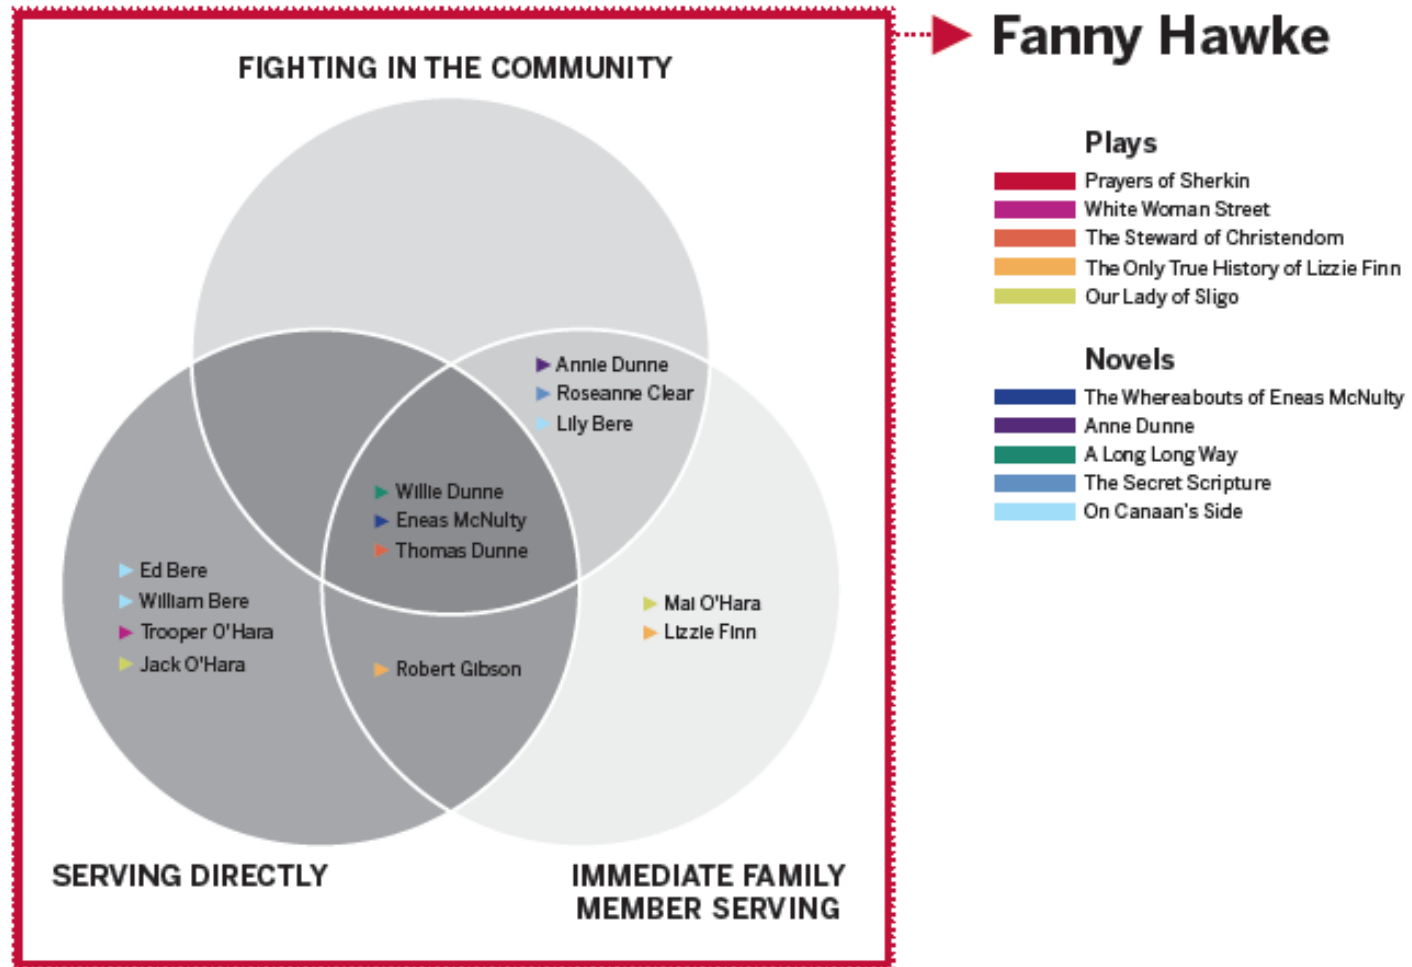 Fanny Hawke
FIGHTING IN THE COMMUNITY
Annie Dunne
Roseanne Clear
Lily Bere
Willie Dunne
Eneas McNulty
Thomas Dunne
Ed Bere
William Bere
Trooper O'Hara
Jack O'Hara
Mai O'Hara
Lizzie Finn
Robert Gibson
SERVING DIRECTLY
IMMEDIATE FAMILY
MEMBER SERVING
Plays
Prayers of Sherkin
White Woman Street
The Steward of Christendom
The Only True History of Lizzie Finn
Our Lady of Sligo
Novels
The Whereabouts of Eneas McNulty
Anne Dunne
A Long Long Way
The Secret Scripture
On Canaan's Side